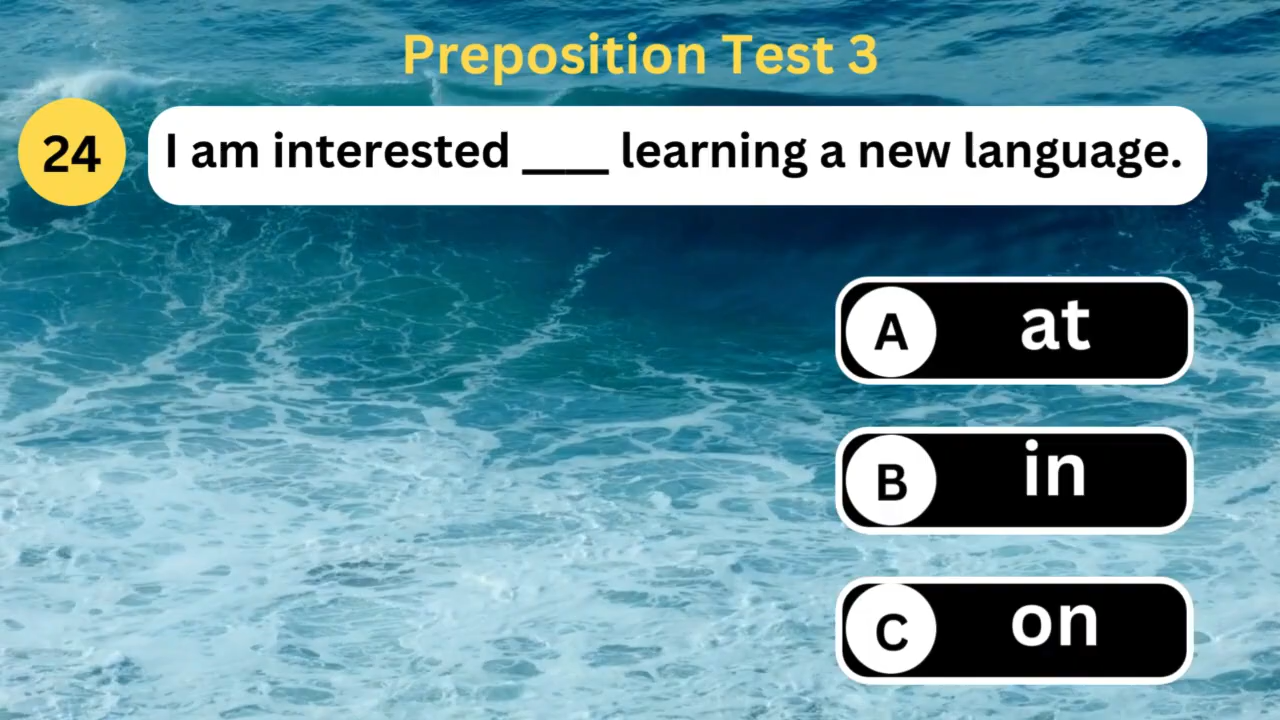 Preposition Test 3
24 I am interested ____ learning a new language.
A at
B in
C on